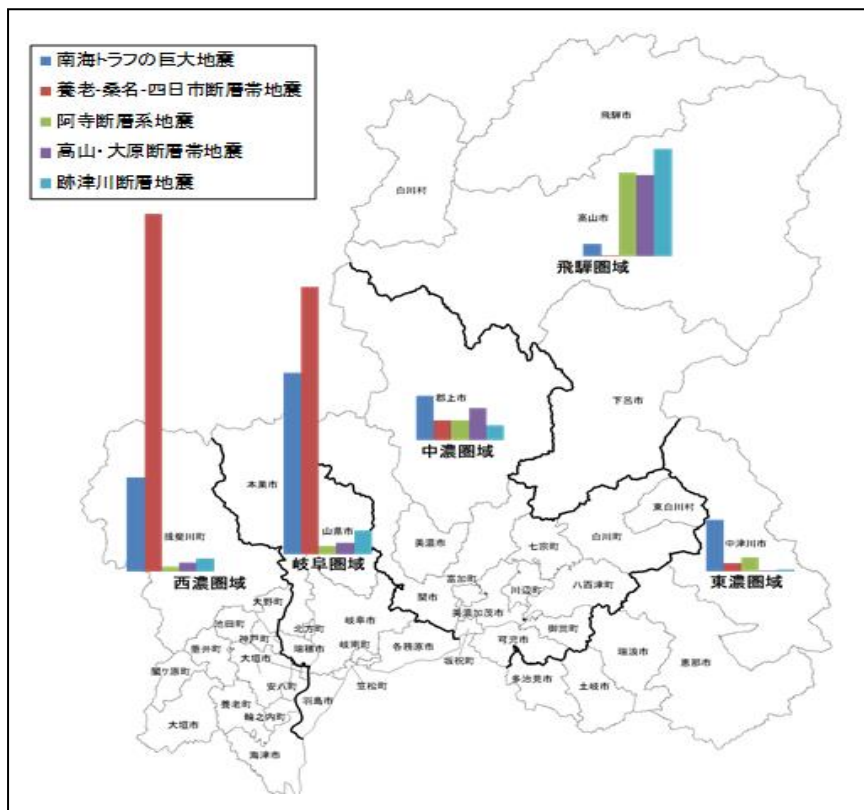 南海トラフの巨大地震
養老-桑名-四日市断層帯地震
阿寺断層系地震
高山・大原断層帯地震
跡津川断層地震
飛騨市
白川村
高山市
飛騨圏域
郡上市
中濃圏域
下呂市
本巣市
山県市
岐阜圏域
揖斐川町
西濃圏域
美濃市
七宗町
白川町
東白川村
中津川市
東濃圏域
関市
富加町
川辺町
八百津町
美濃加茂市
御嵩町
可児市
坂祝町
多治見市
土岐市
瑞浪市
恵那市
大野町
池田町
神戸町
垂井町
大垣市
関ケ原町
安八町
養老町
輪之内町
大垣市
海津市
北方町
瑞穂市
岐阜市
岐南町
各務原市
笠松町
羽島市